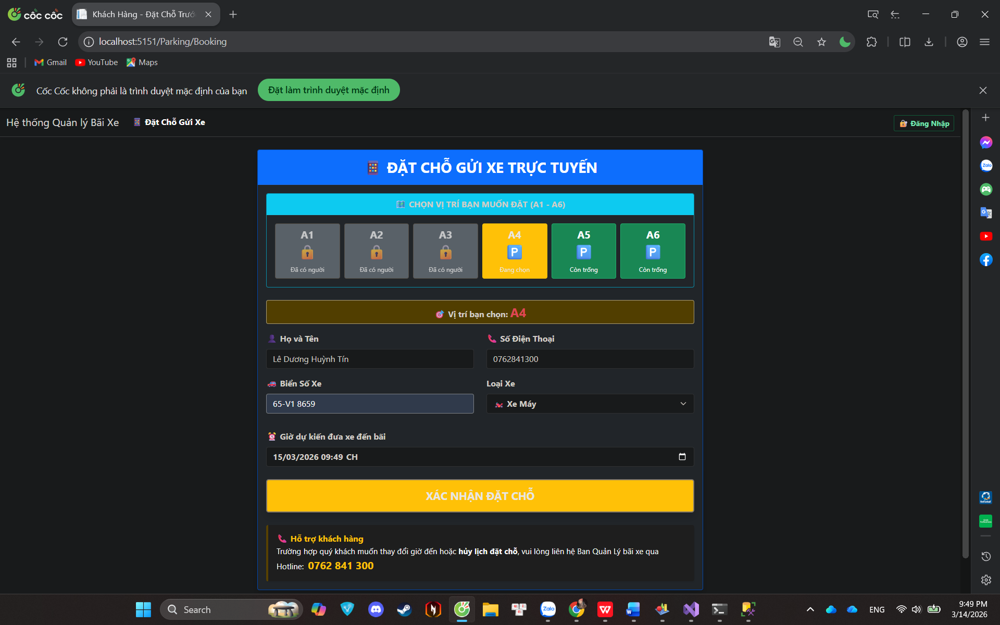 cốc cốc
Khách Hàng - Đặt Chỗ Trướ
localhost:5151/Parking/Booking
Gmail
YouTube
Maps
Cốc Cốc không phải là trình duyệt mặc định của bạn
Đặt làm trình duyệt mặc định
Hệ thống Quản lý Bãi Xe
Đặt Chỗ Gửi Xe
Đăng Nhập
ĐẶT CHỖ GỬI XE TRỰC TUYẾN
CHỌN VỊ TRÍ BẠN MUỐN ĐẶT (A1 - A6)
A1
Đã có người
A2
Đã có người
A3
Đã có người
A4
P
Đang chọn
A5
P
Còn trống
A6
P
Còn trống
Vị trí bạn chọn: A4
Họ và Tên
Số Điện Thoại
Lê Dương Huỳnh Tín
0762841300
Biển Số Xe
Loại Xe
65-V1 8659
Xe Máy
Giờ dự kiến đưa xe đến bãi
15/03/2026 09:49 CH
XÁC NHẬN ĐẶT CHỖ
Hỗ trợ khách hàng
Trường hợp quý khách muốn thay đổi giờ đến hoặc hủy lịch đặt chỗ, vui lòng liên hệ Ban Quản Lý bãi xe qua
Hotline: 0762 841 300
Zalo
Search
Zalo
ENG
9:49 PM
3/14/2026